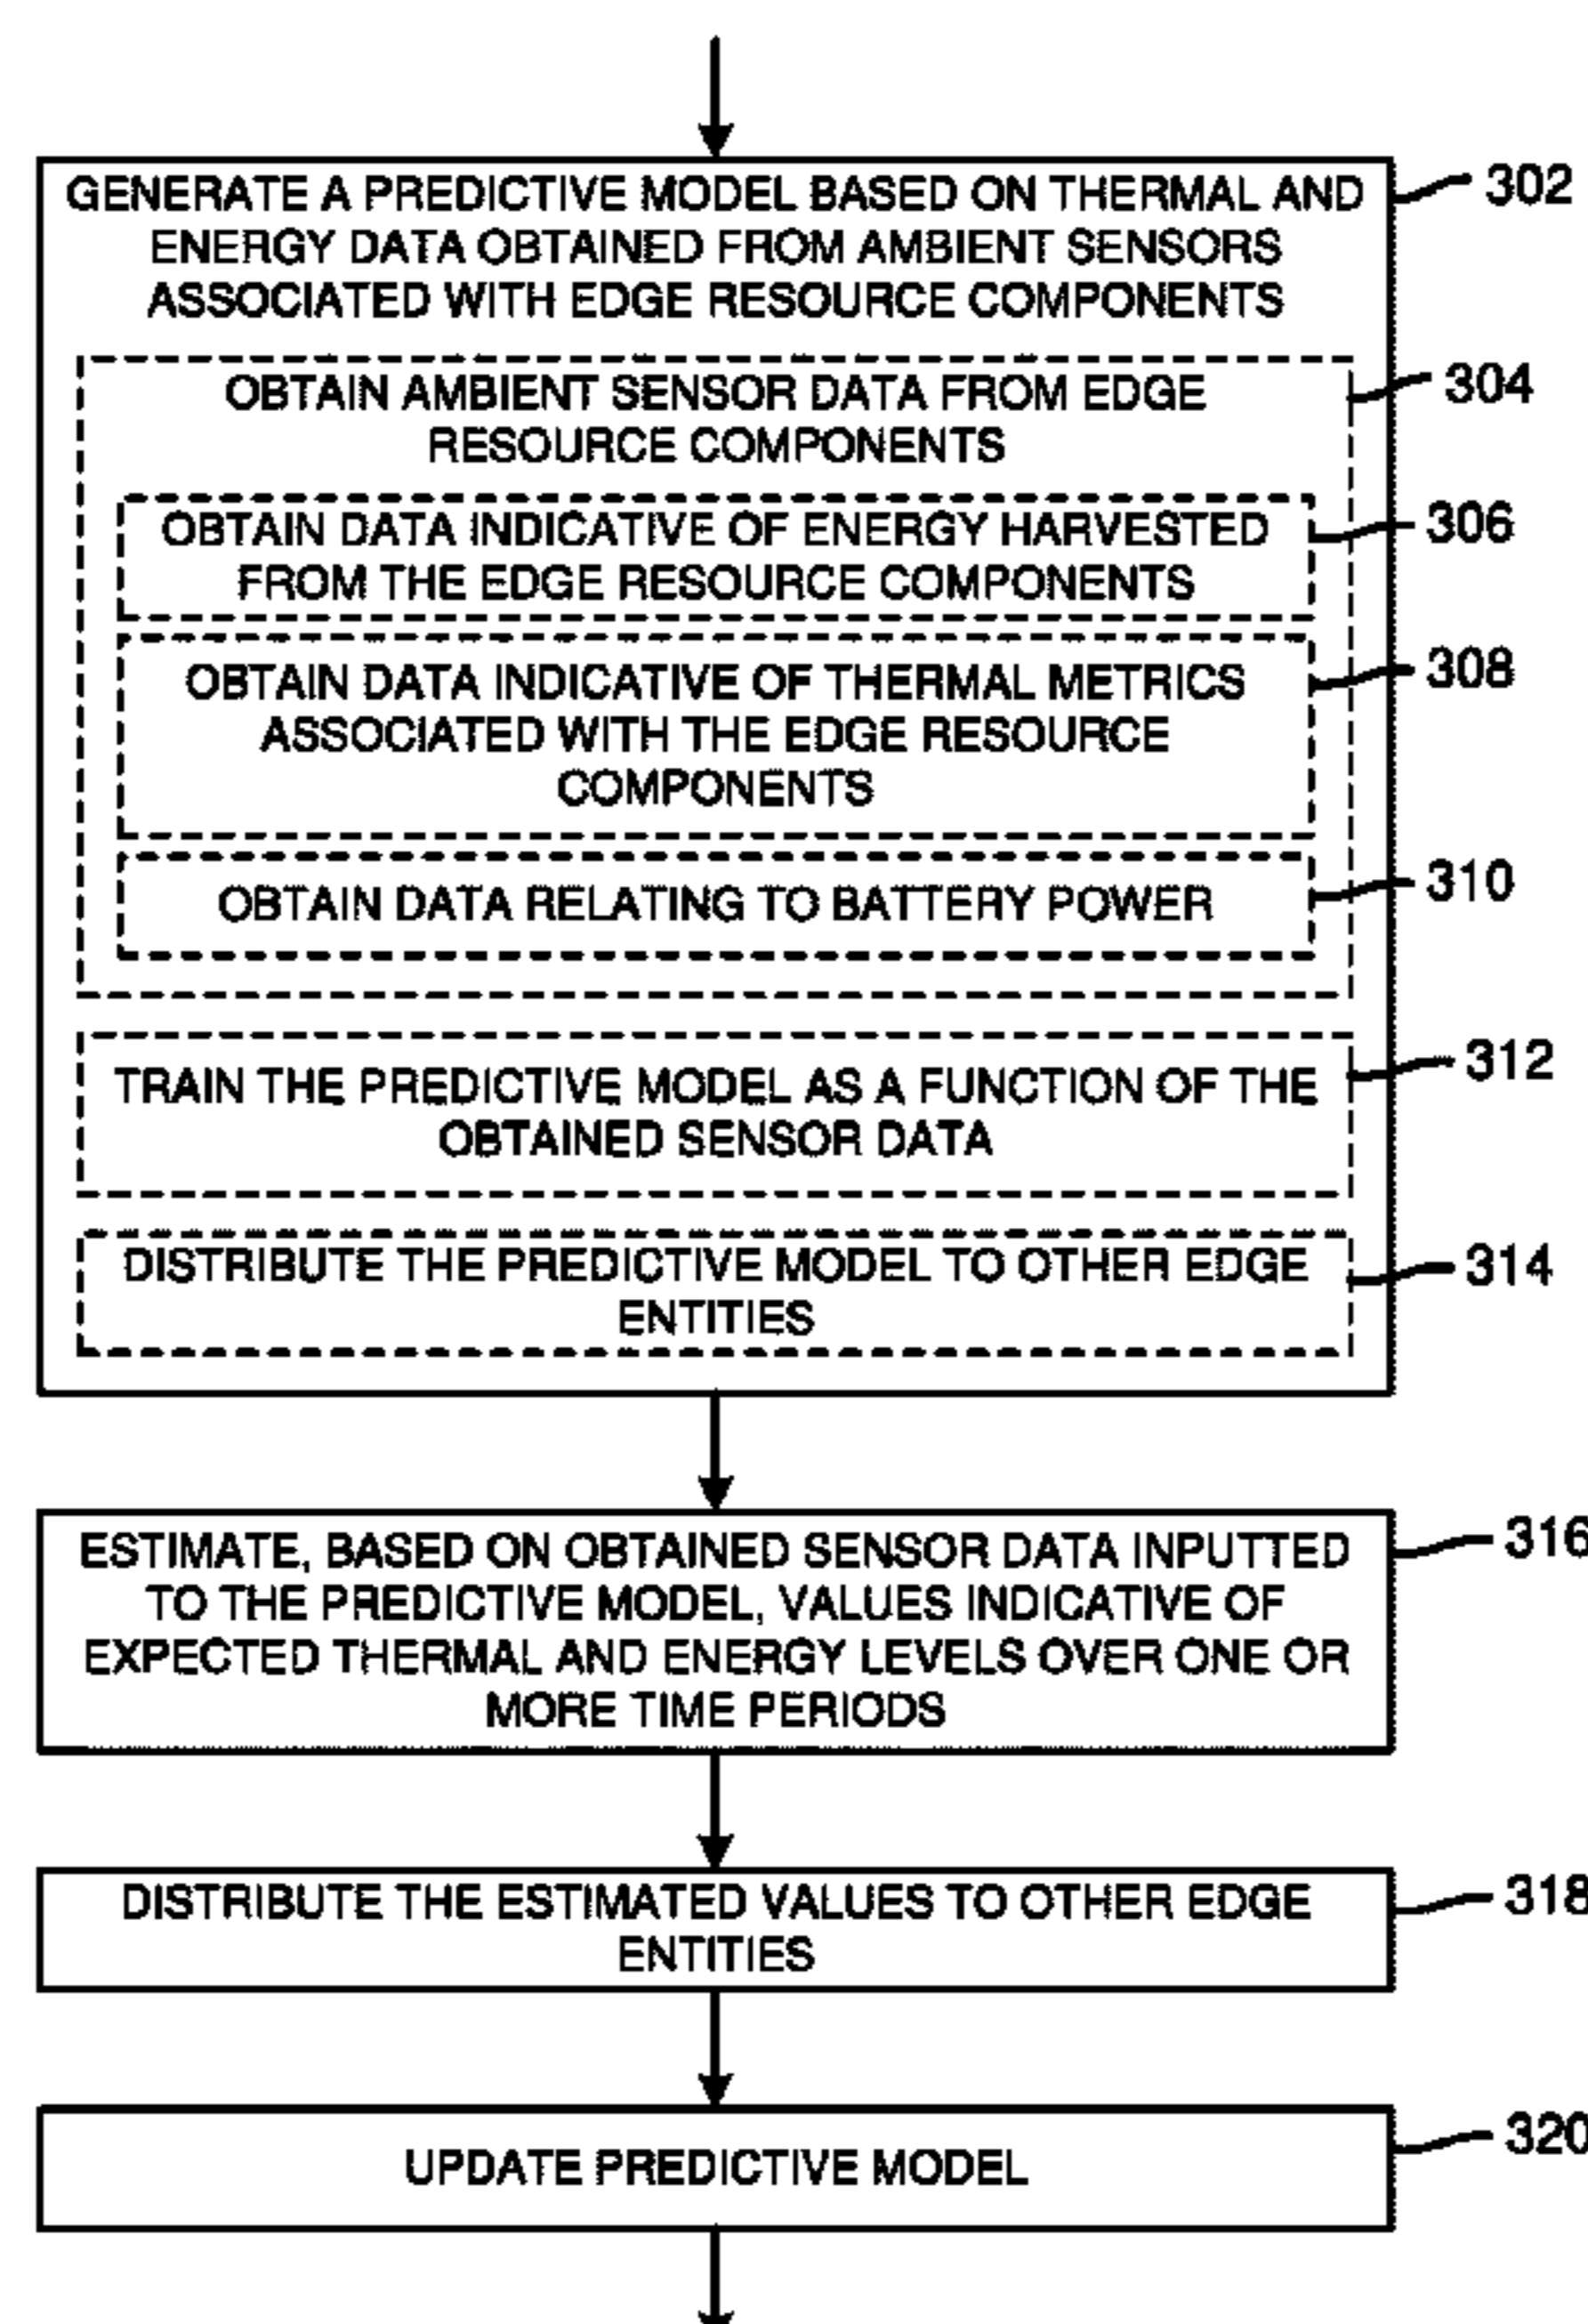 GENERATE A PREDICTIVE MODEL BASED ON THERMAL AND
ENERGY DATA OBTAINED FROM AMBIENT SENSORS
ASSOCIATED WITH EDGE RESOURCE COMPONENTS
302
OBTAIN AMBIENT SENSOR DATA FROM EDGE
RESOURCE COMPONENTS
304
OBTAIN DATA INDICATIVE OF ENERGY HARVESTED
FROM THE EDGE RESOURCE COMPONENTS
306
OBTAIN DATA INDICATIVE OF THERMAL METRICS
ASSOCIATED WITH THE EDGE RESOURCE
COMPONENTS
308
OBTAIN DATA RELATING TO BATTERY POWER
310
TRAIN THE PREDICTIVE MODEL AS A FUNCTION OF THE
OBTAINED SENSOR DATA
312
DISTRIBUTE THE PREDICTIVE MODEL TO OTHER EDGE
ENTITIES
314
ESTIMATE, BASED ON OBTAINED SENSOR DATA INPUTTED
TO THE PREDICTIVE MODEL, VALUES INDICATIVE OF
EXPECTED THERMAL AND ENERGY LEVELS OVER ONE OR
MORE TIME PERIODS
316
DISTRIBUTE THE ESTIMATED VALUES TO OTHER EDGE
ENTITIES
318
UPDATE PREDICTIVE MODEL
320